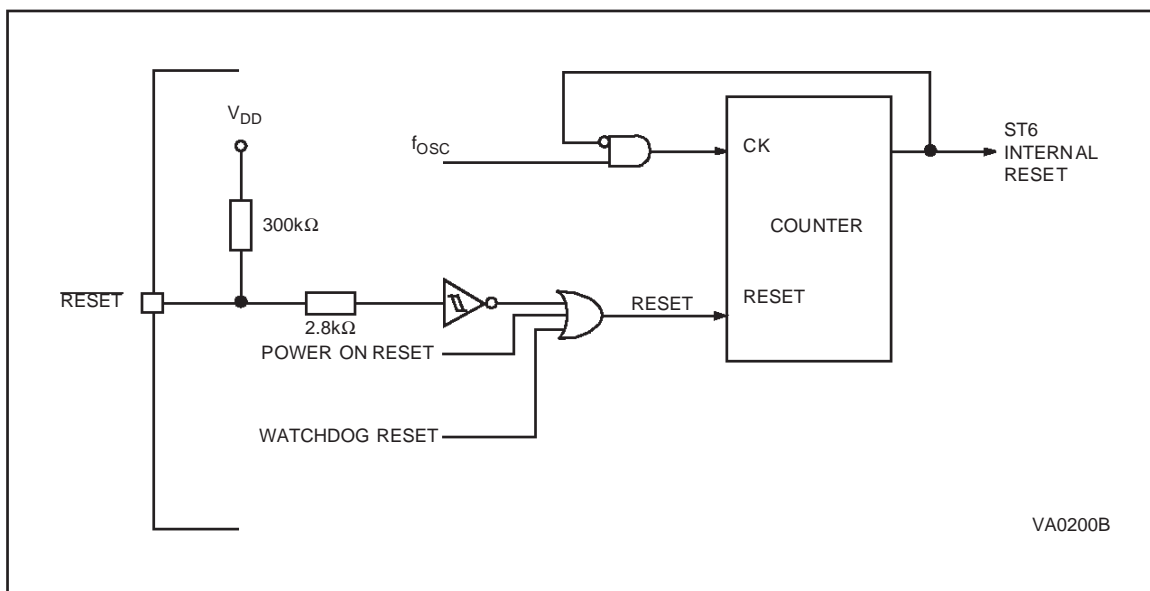 V_DD
300kΩ
RESET
2.8kΩ
POWER ON RESET
WATCHDOG RESET
f_OSC
RESET
CK
COUNTER
RESET
ST6
INTERNAL
RESET
VA0200B